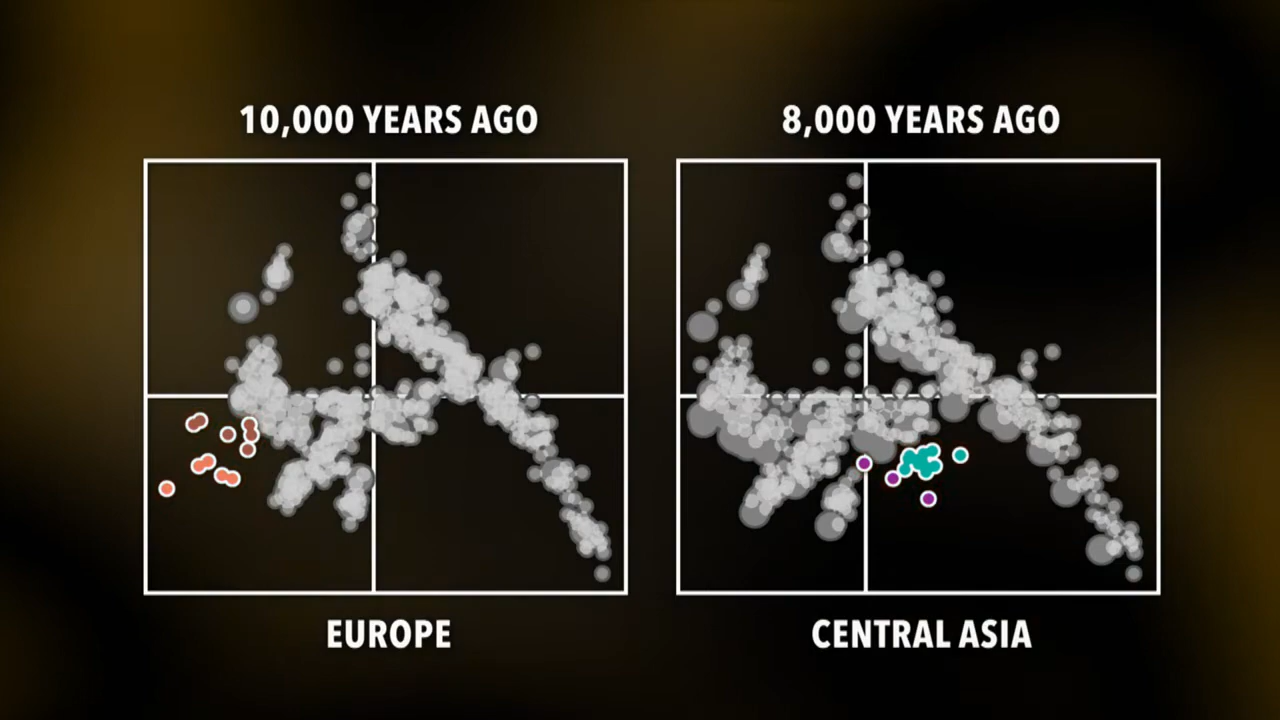 10,000 YEARS AGO
8,000 YEARS AGO
EUROPE
CENTRAL ASIA